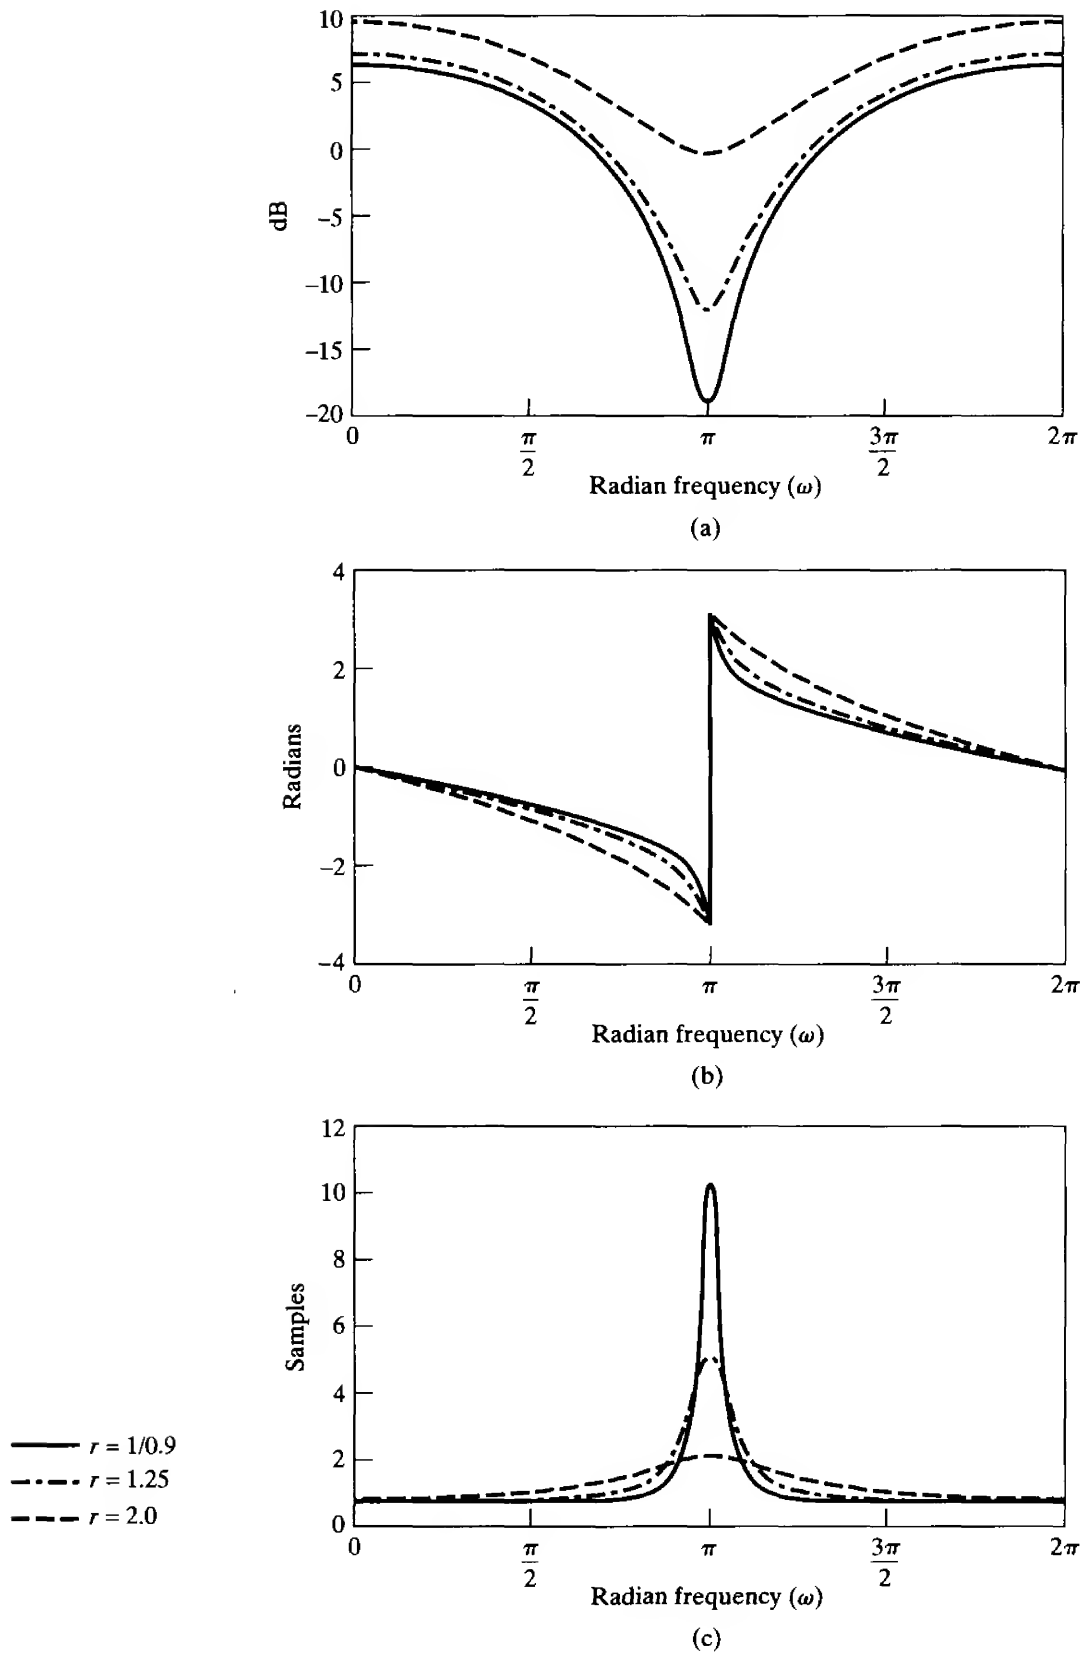 10
5
0
−5
−10
−15
−20
dB
0
π/2
π
3π/2
2π
Radian frequency (ω)
(a)
4
2
0
−2
−4
Radians
0
π/2
π
3π/2
2π
Radian frequency (ω)
(b)
12
10
8
6
4
2
0
Samples
0
π/2
π
3π/2
2π
Radian frequency (ω)
(c)
r = 1/0.9
r = 1.25
r = 2.0